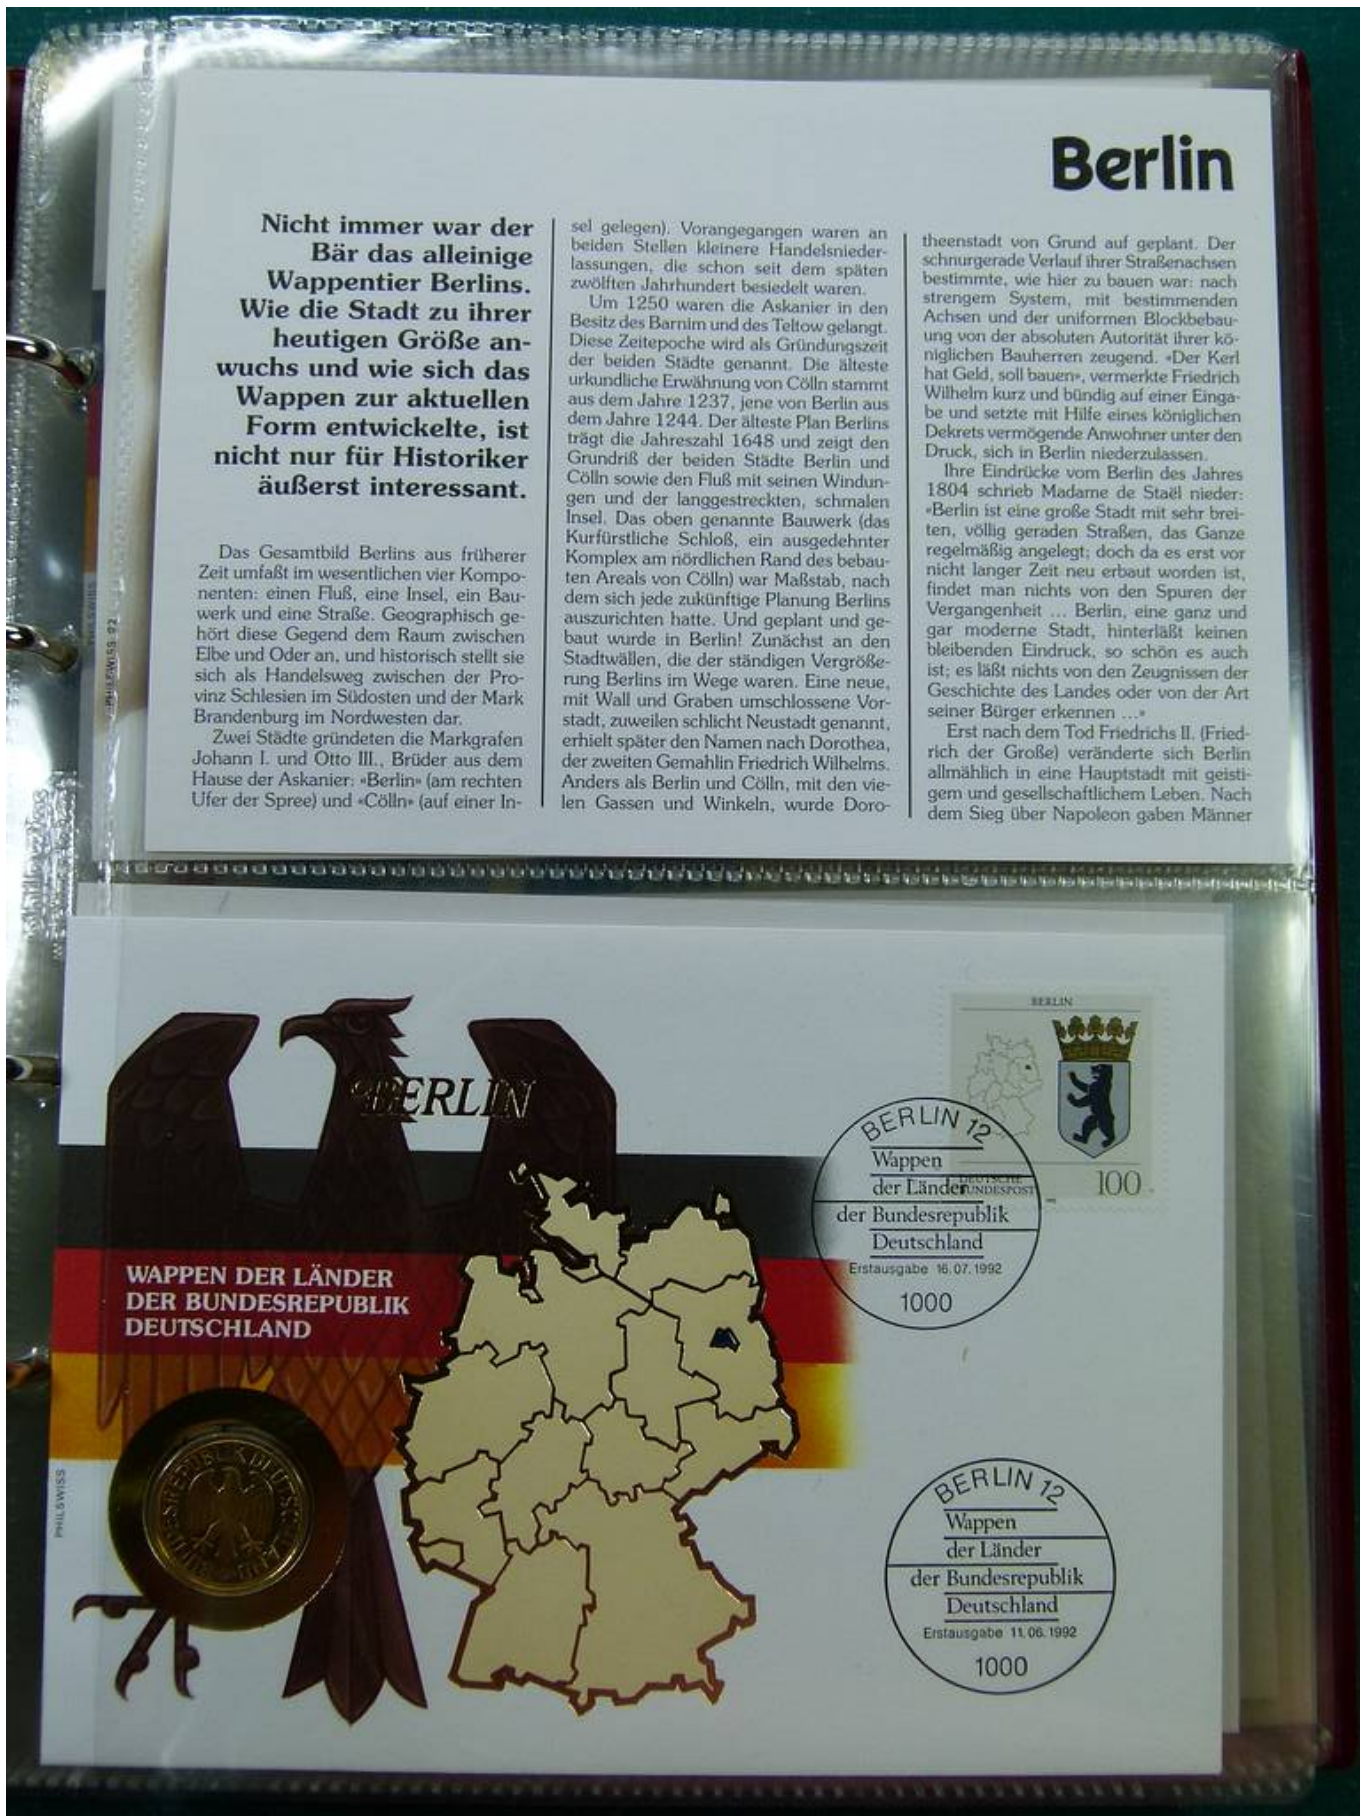 Berlin
Nicht immer war der
Bär das alleinige
Wappentier Berlins.
Wie die Stadt zu ihrer
heutigen Größe an-
wuchs und wie sich das
Wappen zur aktuellen
Form entwickelte, ist
nicht nur für Historiker
äußerst interessant.
Das Gesamtbild Berlins aus früherer
Zeit umfaßt im wesentlichen vier Kompo-
nenten: einen Fluß, eine Insel, ein Bau-
werk und eine Straße. Geographisch ge-
hört diese Gegend dem Raum zwischen
Elbe und Oder an, und historisch stellt sie
sich als Handelsweg zwischen der Pro-
vinz Schlesien im Südosten und der Mark
Brandenburg im Nordwesten dar.
Zwei Städte gründeten die Markgrafen
Johann I. und Otto III., Brüder aus dem
Hause der Askanier: «Berlin» (am rechten
Ufer der Spree) und «Cölln» (auf einer In-
sel gelegen). Vorangegangen waren an
beiden Stellen kleinere Handelsnieder-
lassungen, die schon seit dem späten
zwölften Jahrhundert besiedelt waren.
Um 1250 waren die Askanier in den
Besitz des Barnim und des Teltow gelangt.
Diese Zeitepoche wird als Gründungszeit
der beiden Städte genannt. Die älteste
urkundliche Erwähnung von Cölln stammt
aus dem Jahre 1237, jene von Berlin aus
dem Jahre 1244. Der älteste Plan Berlins
trägt die Jahreszahl 1648 und zeigt den
Grundriß der beiden Städte Berlin und
Cölln sowie den Fluß mit seinen Windun-
gen und der langgestreckten, schmalen
Insel. Das oben genannte Bauwerk (das
Kurfürstliche Schloß, ein ausgedehnter
Komplex am nördlichen Rand des bebau-
ten Areals von Cölln) war Maßstab, nach
dem sich jede zukünftige Planung Berlins
auszurichten hatte. Und geplant und ge-
baut wurde in Berlin! Zunächst an den
Stadtwällen, die der ständigen Vergröße-
rung Berlins im Wege waren. Eine neue,
mit Wall und Graben umschlossene Vor-
stadt, zuweilen schlicht Neustadt genannt,
erhielt später den Namen nach Dorothea,
der zweiten Gemahlin Friedrich Wilhelms.
Anders als Berlin und Cölln, mit den vie-
len Gassen und Winkeln, wurde Doro-
theenstadt von Grund auf geplant. Der
schnurgerade Verlauf ihrer Straßenachsen
bestimmte, wie hier zu bauen war: nach
strengem System, mit bestimmenden
Achsen und der uniformen Blockbebau-
ung von der absoluten Autorität ihrer kö-
niglichen Bauherren zeugend. «Der Kerl
hat Geld, soll bauen», vermerkte Friedrich
Wilhelm kurz und bündig auf einer Einga-
be und setzte mit Hilfe eines königlichen
Dekrets vermögende Anwohner unter den
Druck, sich in Berlin niederzulassen.
Ihre Eindrücke vom Berlin des Jahres
1804 schrieb Madame de Staël nieder:
«Berlin ist eine große Stadt mit sehr brei-
ten, völlig geraden Straßen, das Ganze
regelmäßig angelegt; doch da es erst vor
nicht langer Zeit neu erbaut worden ist,
findet man nichts von den Spuren der
Vergangenheit ... Berlin, eine ganz und
gar moderne Stadt, hinterläßt keinen
bleibenden Eindruck, so schön es auch
ist; es läßt nichts von den Zeugnissen der
Geschichte des Landes oder von der Art
seiner Bürger erkennen ...»
Erst nach dem Tod Friedrichs II. (Fried-
rich der Große) veränderte sich Berlin
allmählich in eine Hauptstadt mit geisti-
gem und gesellschaftlichem Leben. Nach
dem Sieg über Napoleon gaben Männer
PHILSWISS 92
BERLIN
DEUTSCHE
BUNDESPOST
100
BERLIN
BERLIN 12
Wappen
der Länder
der Bundesrepublik
Deutschland
Erstausgabe 16.07.1992
1000
WAPPEN DER LÄNDER
DER BUNDESREPUBLIK
DEUTSCHLAND
BUNDESREPUBLIK DEUTSCHLAND
PHILSWISS
BERLIN 12
Wappen
der Länder
der Bundesrepublik
Deutschland
Erstausgabe 11.06.1992
1000